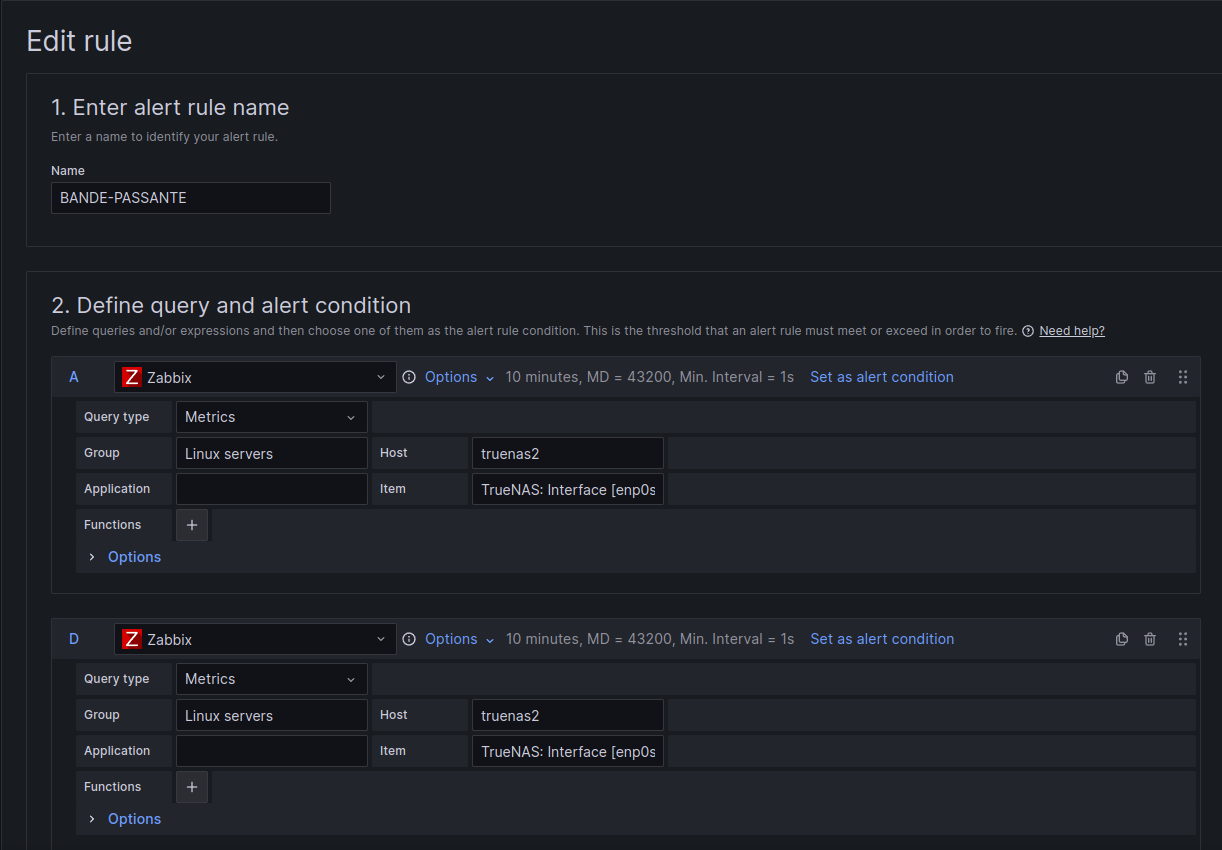 Edit rule
1. Enter alert rule name
Enter a name to identify your alert rule.
Name
BANDE-PASSANTE
2. Define query and alert condition
Define queries and/or expressions and then choose one of them as the alert rule condition. This is the threshold that an alert rule must meet or exceed in order to fire. Need help?
A Z Zabbix Options 10 minutes, MD = 43200, Min. Interval = 1s Set as alert condition
Query type Metrics
Group Linux servers Host truenas2
Application Item TrueNAS: Interface [enp0s
Functions +
Options
D Z Zabbix Options 10 minutes, MD = 43200, Min. Interval = 1s Set as alert condition
Query type Metrics
Group Linux servers Host truenas2
Application Item TrueNAS: Interface [enp0s
Functions +
Options